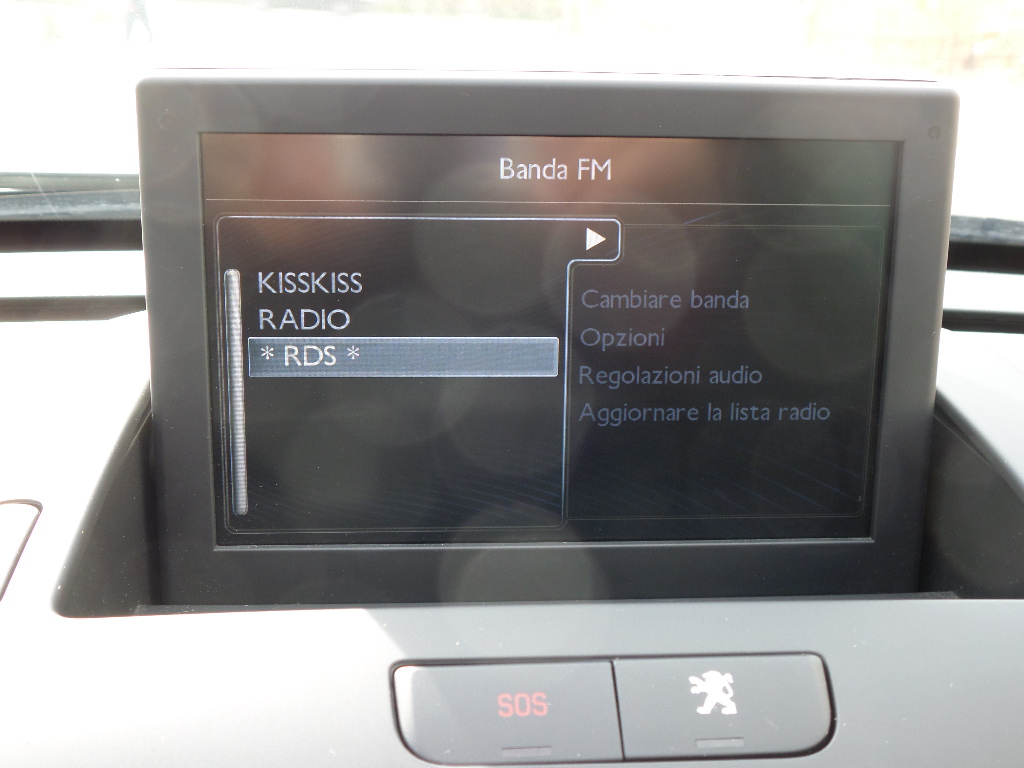 Banda FM
KISSKISS
RADIO
* RDS *
Cambiare banda
Opzioni
Regolazioni audio
Aggiornare la lista radio
SOS